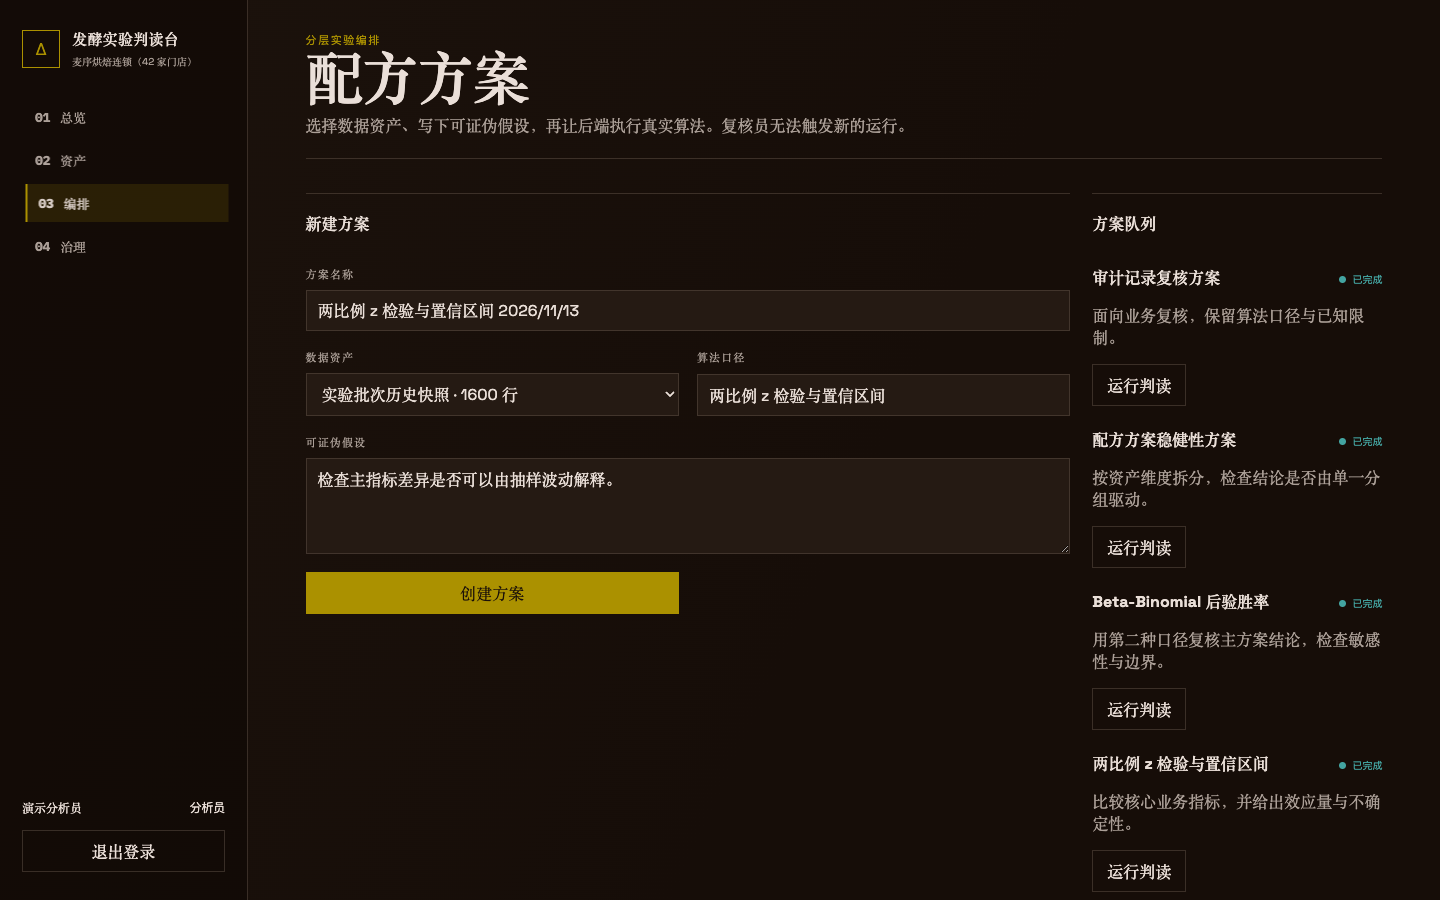 Δ
发酵实验判读台
麦序烘焙连锁（42 家门店）
01 总览
02 资产
03 编排
04 治理
演示分析员 分析员
退出登录
分层实验编排
配方方案
选择数据资产、写下可证伪假设，再让后端执行真实算法。复核员无法触发新的运行。
新建方案
方案名称
两比例 z 检验与置信区间 2026/11/13
数据资产 算法口径
实验批次历史快照 · 1600 行 两比例 z 检验与置信区间
可证伪假设
检查主指标差异是否可以由抽样波动解释。
创建方案
方案队列
审计记录复核方案 已完成
面向业务复核，保留算法口径与已知限
制。
运行判读
配方方案稳健性方案 已完成
按资产维度拆分，检查结论是否由单一分
组驱动。
运行判读
Beta-Binomial 后验胜率 已完成
用第二种口径复核主方案结论，检查敏感
性与边界。
运行判读
两比例 z 检验与置信区间 已完成
比较核心业务指标，并给出效应量与不确
定性。
运行判读